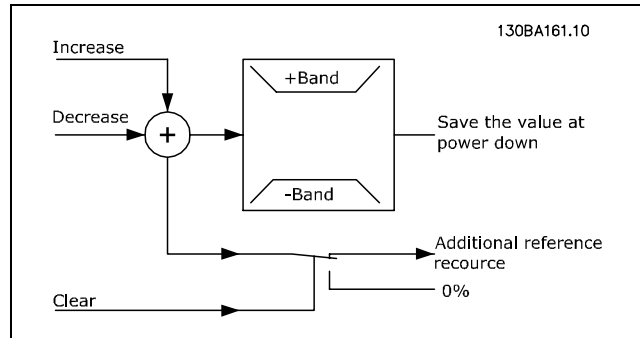 130BA161.10
Increase
+Band
Decrease
+
Save the value at
power down
-Band
Additional reference
recource
0%
Clear